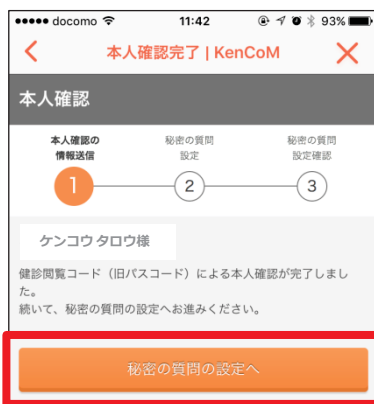 docomo 11:42 93%
本人確認完了 | KenCoM
本人確認
本人確認の
情報送信
秘密の質問
設定
秘密の質問
設定確認
1 2 3
ケンコウ タロウ様
健診閲覧コード（旧パスコード）による本人確認が完了しまし
た。
続いて、秘密の質問の設定へお進みください。
秘密の質問の設定へ